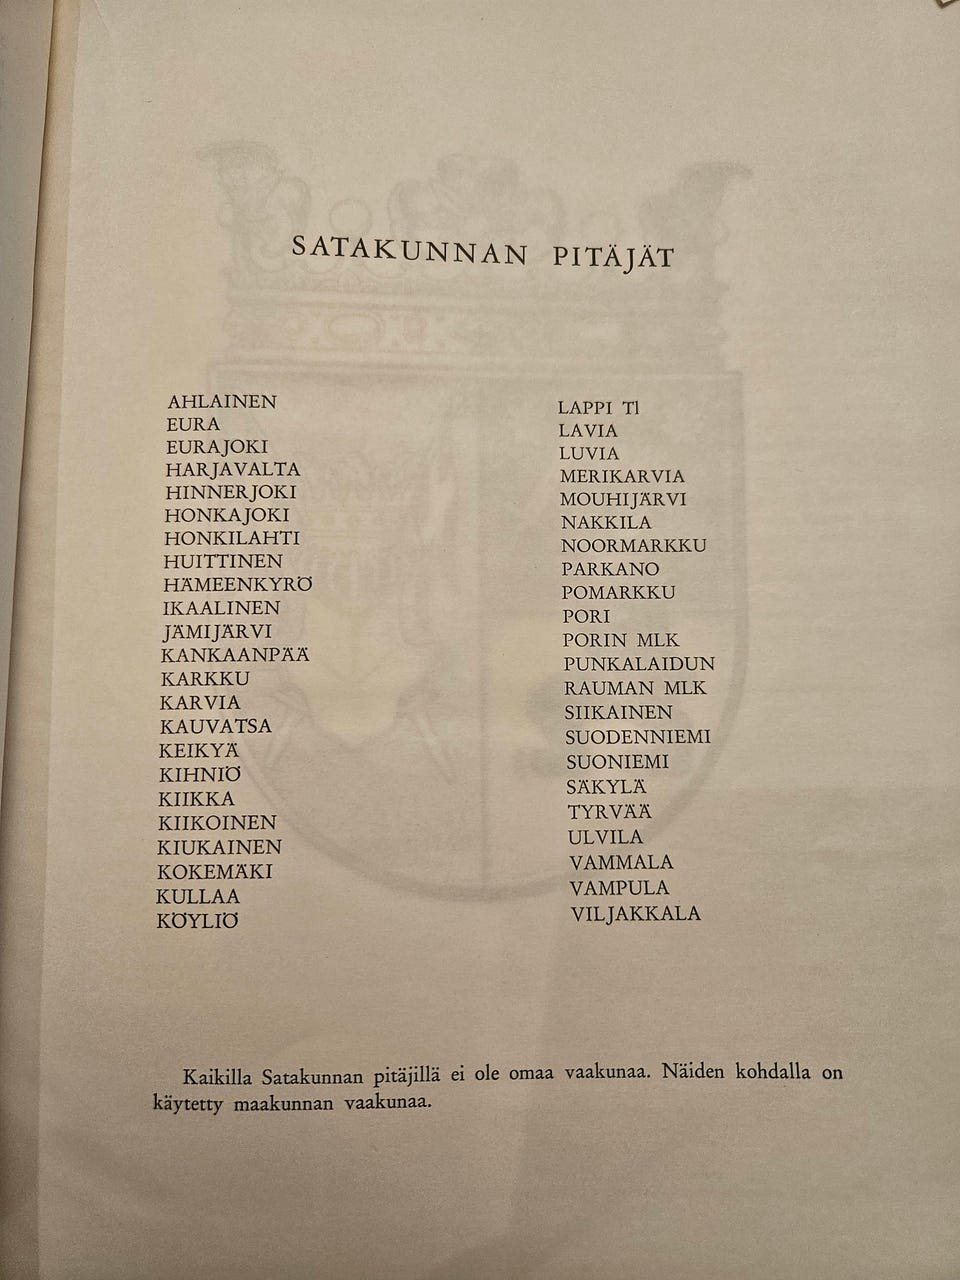 SATAKUNNAN PITÄJÄT
AHLAINEN
EURA
EURAJOKI
HARJAVALTA
HINNERJOKI
HONKAJOKI
HONKILAHTI
HUITTINEN
HÄMEENKYRÖ
IKAALINEN
JÄMIJÄRVI
KANKAANPÄÄ
KARKKU
KARVIA
KAUVATSA
KEIKYÄ
KIHNIÖ
KIIKKA
KIIKOINEN
KIUKAINEN
KOKEMÄKI
KULLAA
KÖYLIÖ
LAPPI Tl
LAVIA
LUVIA
MERIKARVIA
MOUHIJÄRVI
NAKKILA
NOORMARKKU
PARKANO
POMARKKU
PORI
PORIN MLK
PUNKALAIDUN
RAUMAN MLK
SIIKAINEN
SUODENNIEMI
SUONIEMI
SÄKYLÄ
TYRVÄÄ
ULVILA
VAMMALA
VAMPULA
VILJAKKALA
Kaikilla Satakunnan pitäjillä ei ole omaa vaakunaa. Näiden kohdalla on
käytetty maakunnan vaakunaa.